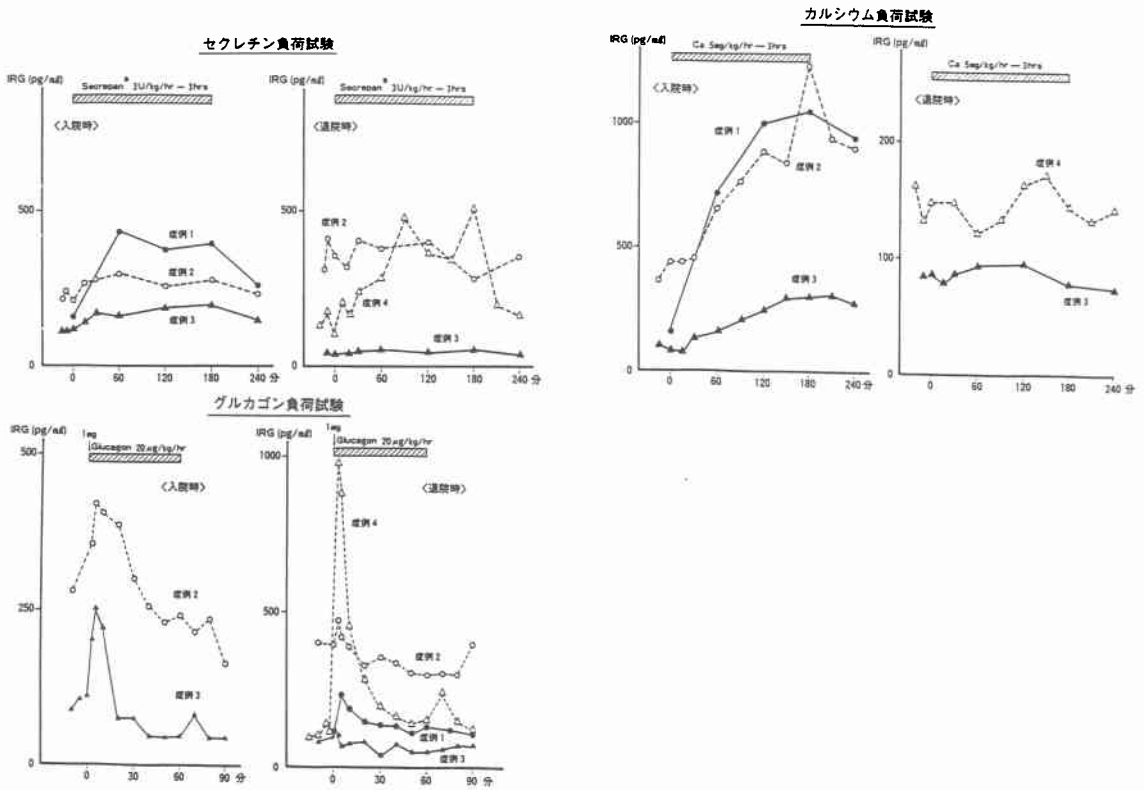 セクレチン負荷試験
IRG (pg/ml)
Secrepan® 3U/kg/hr — 3hrs
<入院時>
500
0
症例1
症例2
症例3
0 60 120 180 240 分
IRG (pg/ml)
Secrepan® 3U/kg/hr — 3hrs
<退院時>
500
0
症例2
症例4
症例3
0 60 120 180 240 分
カルシウム負荷試験
IRG (pg/ml)
Ca 5mg/kg/hr — 3hrs
<入院時>
1000
500
0
症例1
症例2
症例3
0 60 120 180 240 分
IRG (pg/ml)
Ca 5mg/kg/hr — 3hrs
<退院時>
200
100
0
症例4
症例3
0 60 120 180 240 分
グルカゴン負荷試験
IRG (pg/ml)
1mg
Glucagon 20μg/kg/hr
<入院時>
500
250
0
症例2
症例3
0 30 60 90 分
IRG (pg/ml)
1mg
Glucagon 20μg/kg/hr
<退院時>
1000
500
0
症例4
症例2
症例1
症例3
0 30 60 90 分